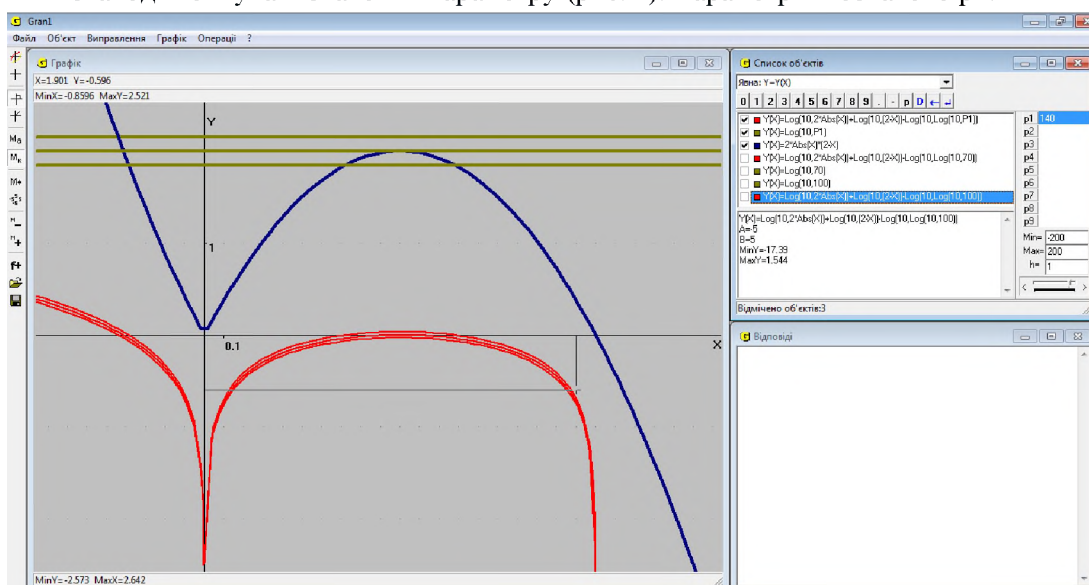 Gran1
Файл Об'єкт Виправлення Графік Операції ?
Графік
X=1.901 Y=-0.596
MinX=-0.8596 MaxY=2.521
Y
1
0.1
X
MinY=-2.573 MaxX=2.642
Список об'єктів
Явна: Y=Y(X)
0 1 2 3 4 5 6 7 8 9 . - p D ← ↵
Y(X)=Log(10,2*Abs(X))+Log(10,(2-X))-Log(10,Log(10,P1))
Y(X)=Log(10,P1)
Y(X)=2*Abs(X)*(2-X)
Y(X)=Log(10,2*Abs(X))+Log(10,(2-X))-Log(10,Log(10,70))
Y(X)=Log(10,70)
Y(X)=Log(10,100)
Y(X)=Log(10,2*Abs(X))+Log(10,(2-X))-Log(10,Log(10,100))
p1 140
p2
p3
p4
p5
p6
p7
p8
p9
Y(X)=Log(10,2*Abs(X))+Log(10,(2-X))-Log(10,Log(10,100))
A=-5
B=5
MinY=-17.39
MaxY=1.544
Min= -200
Max= 200
h= 1
Відмічено об'єктів:3
Відповіді